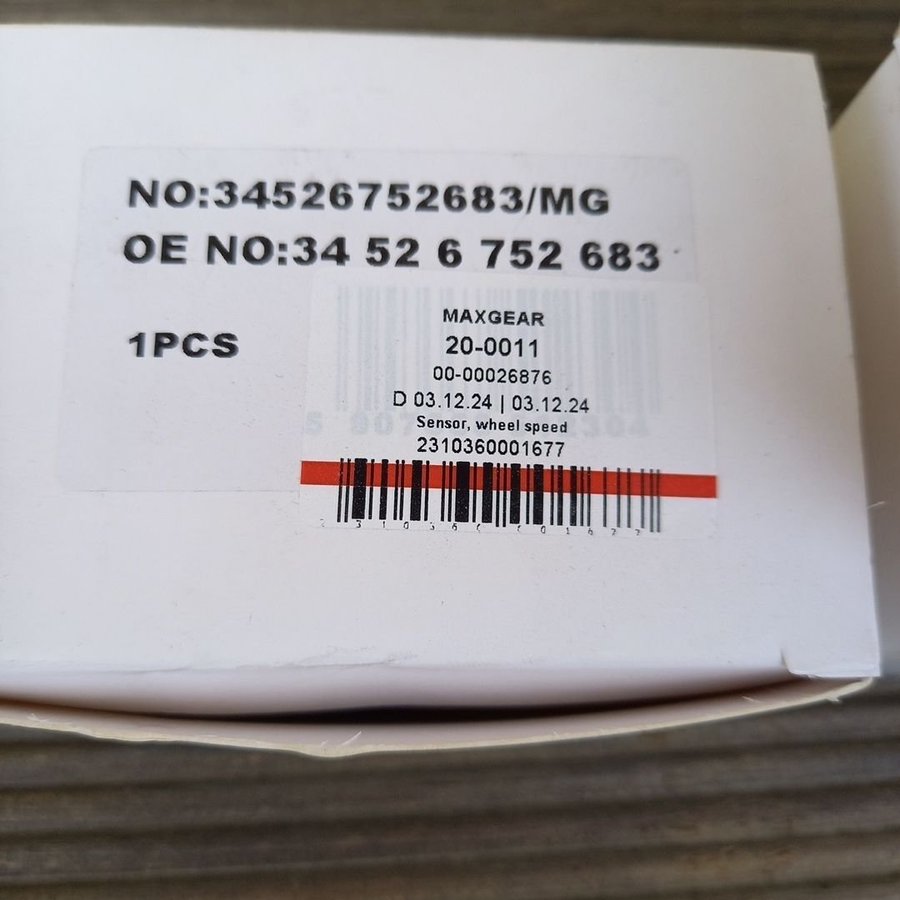 NO:34526752683/MG
OE NO:34 52 6 752 683
1PCS
MAXGEAR
20-0011
00-00026876
D 03.12.24 | 03.12.24
Sensor, wheel speed
2310360001677
2310360001677